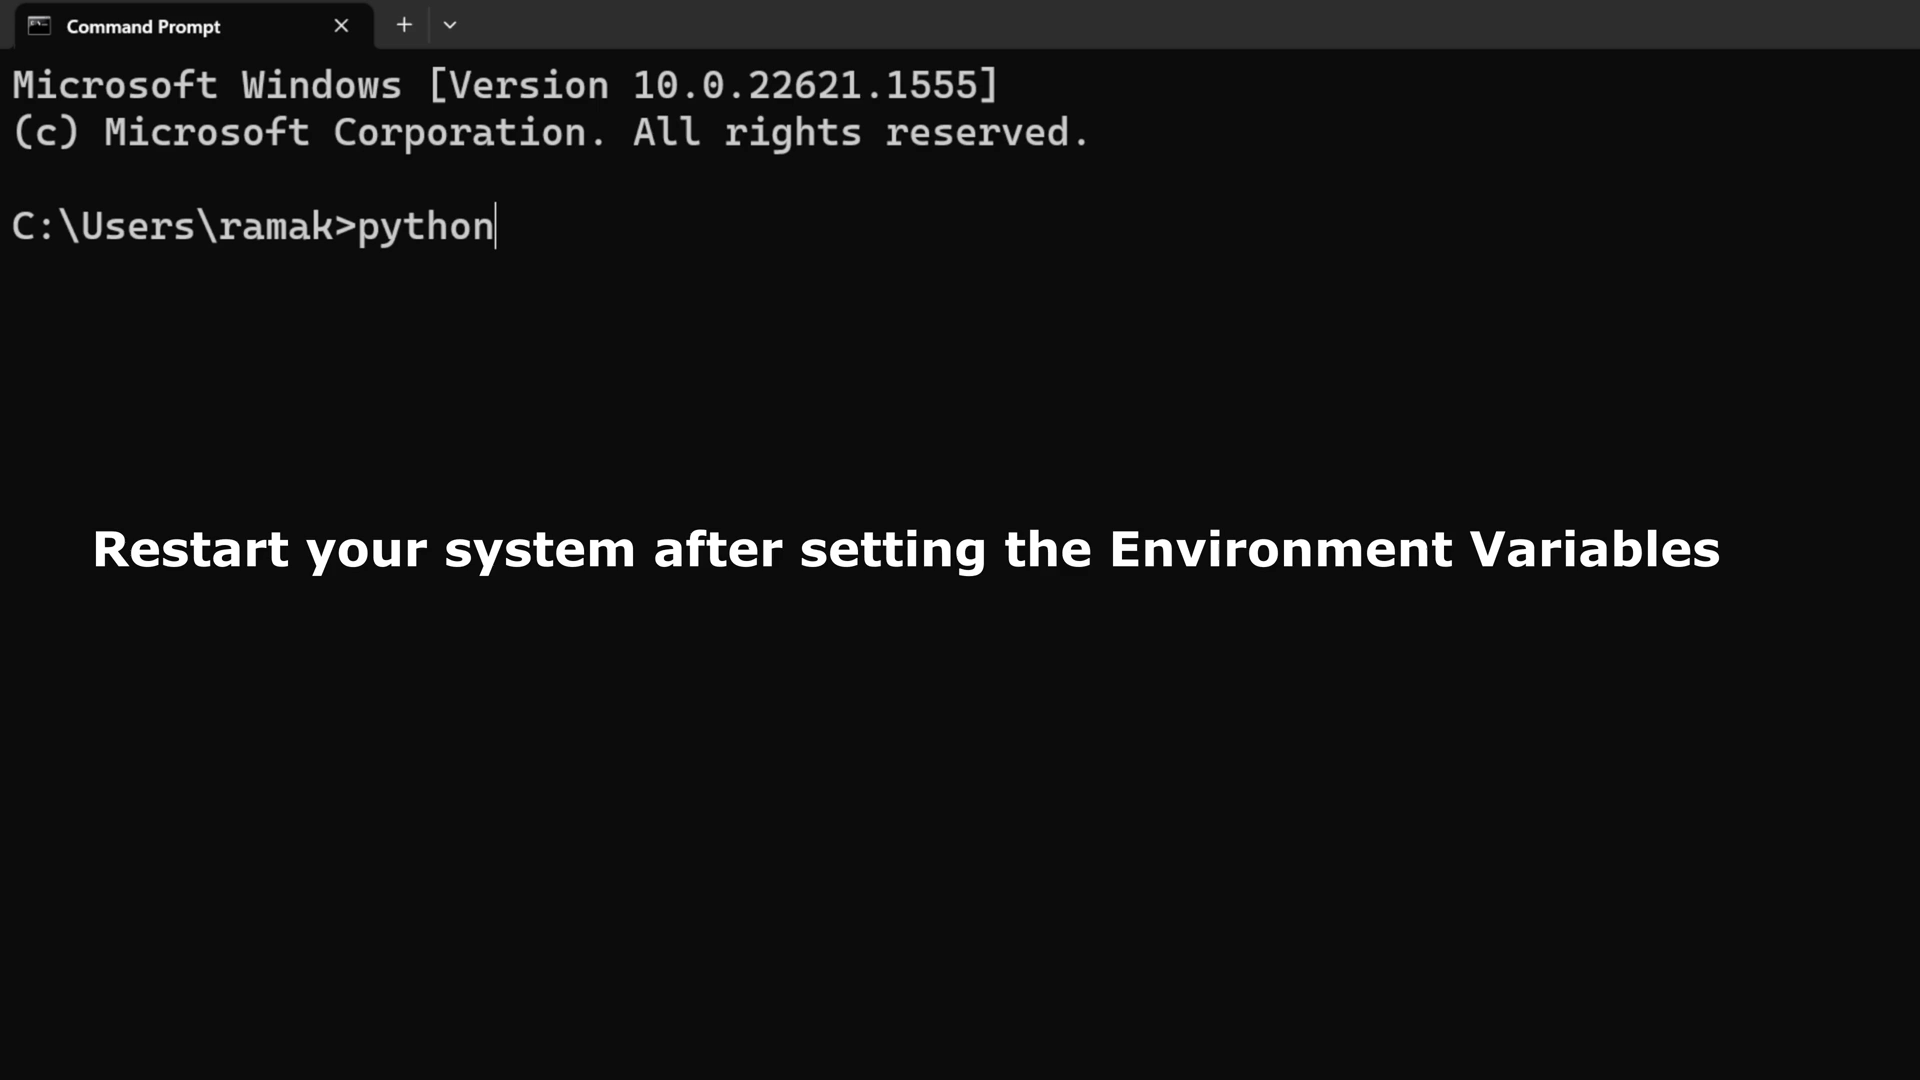 Command Prompt
Microsoft Windows [Version 10.0.22621.1555]
(c) Microsoft Corporation. All rights reserved.
C:\Users\ramak>python
Restart your system after setting the Environment Variables